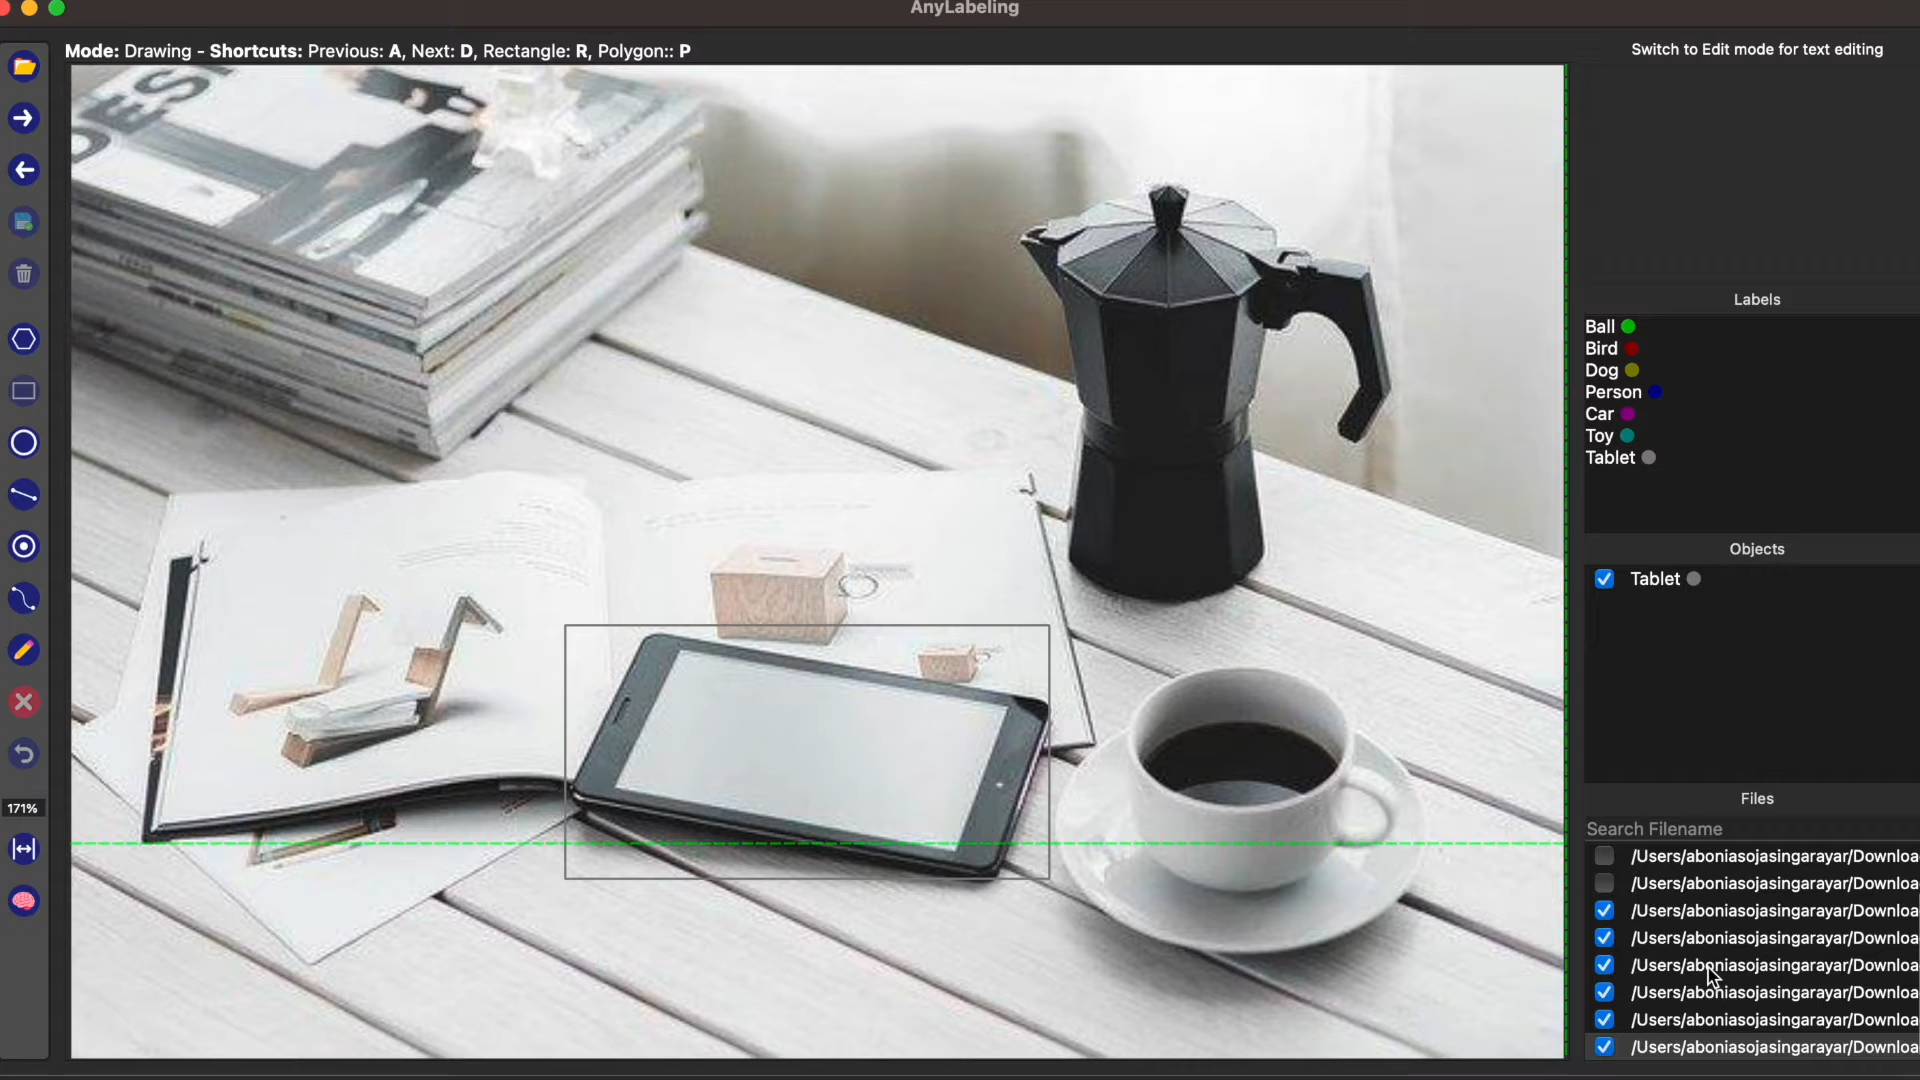 AnyLabeling
Mode: Drawing - Shortcuts: Previous: A, Next: D, Rectangle: R, Polygon:: P
Switch to Edit mode for text editing
DES
Labels
Ball
Bird
Dog
Person
Car
Toy
Tablet
Objects
Tablet
171%
Files
Search Filename
/Users/aboniasojasingarayar/Downloa
/Users/aboniasojasingarayar/Downloa
/Users/aboniasojasingarayar/Downloa
/Users/aboniasojasingarayar/Downloa
/Users/aboniasojasingarayar/Downloa
/Users/aboniasojasingarayar/Downloa
/Users/aboniasojasingarayar/Downloa
/Users/aboniasojasingarayar/Downloa